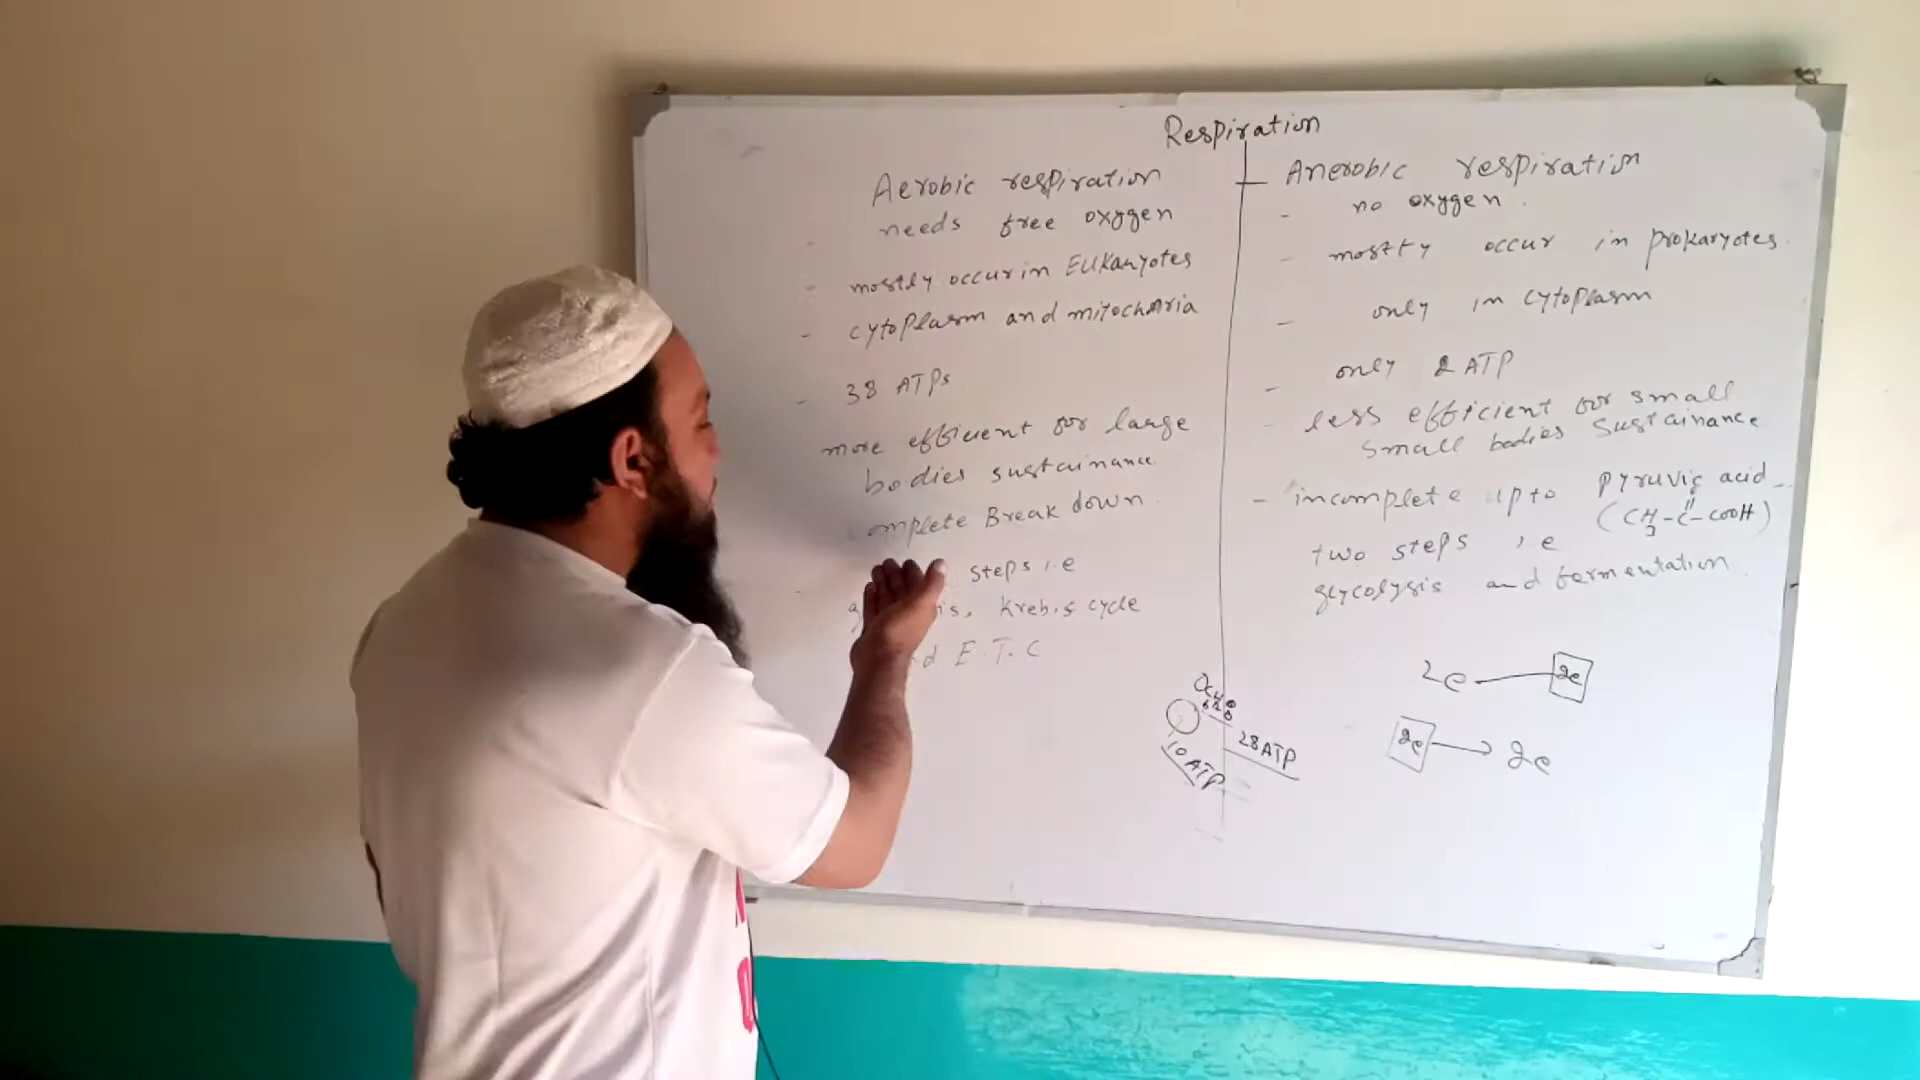 Respiration
Aerobic respiration
needs free oxygen
- mostly occur in Eukaryotes
- cytoplasm and mitochondria
- 38 ATPs
more efficient for large
bodies sustainance
complete Break down
steps i.e
Kreb,s cycle
E.T.C
Anerobic respiration
- no oxygen.
- mostly occur in prokaryotes.
- only in cytoplasm
- only 2 ATP
- less efficient for small
small bodies sustainance
- incomplete upto pyruvic acid
(CH3-C-COOH)
two steps i.e
glycolysis and fermentation.
2e 2e
2e 2e
28 ATP
10 ATP